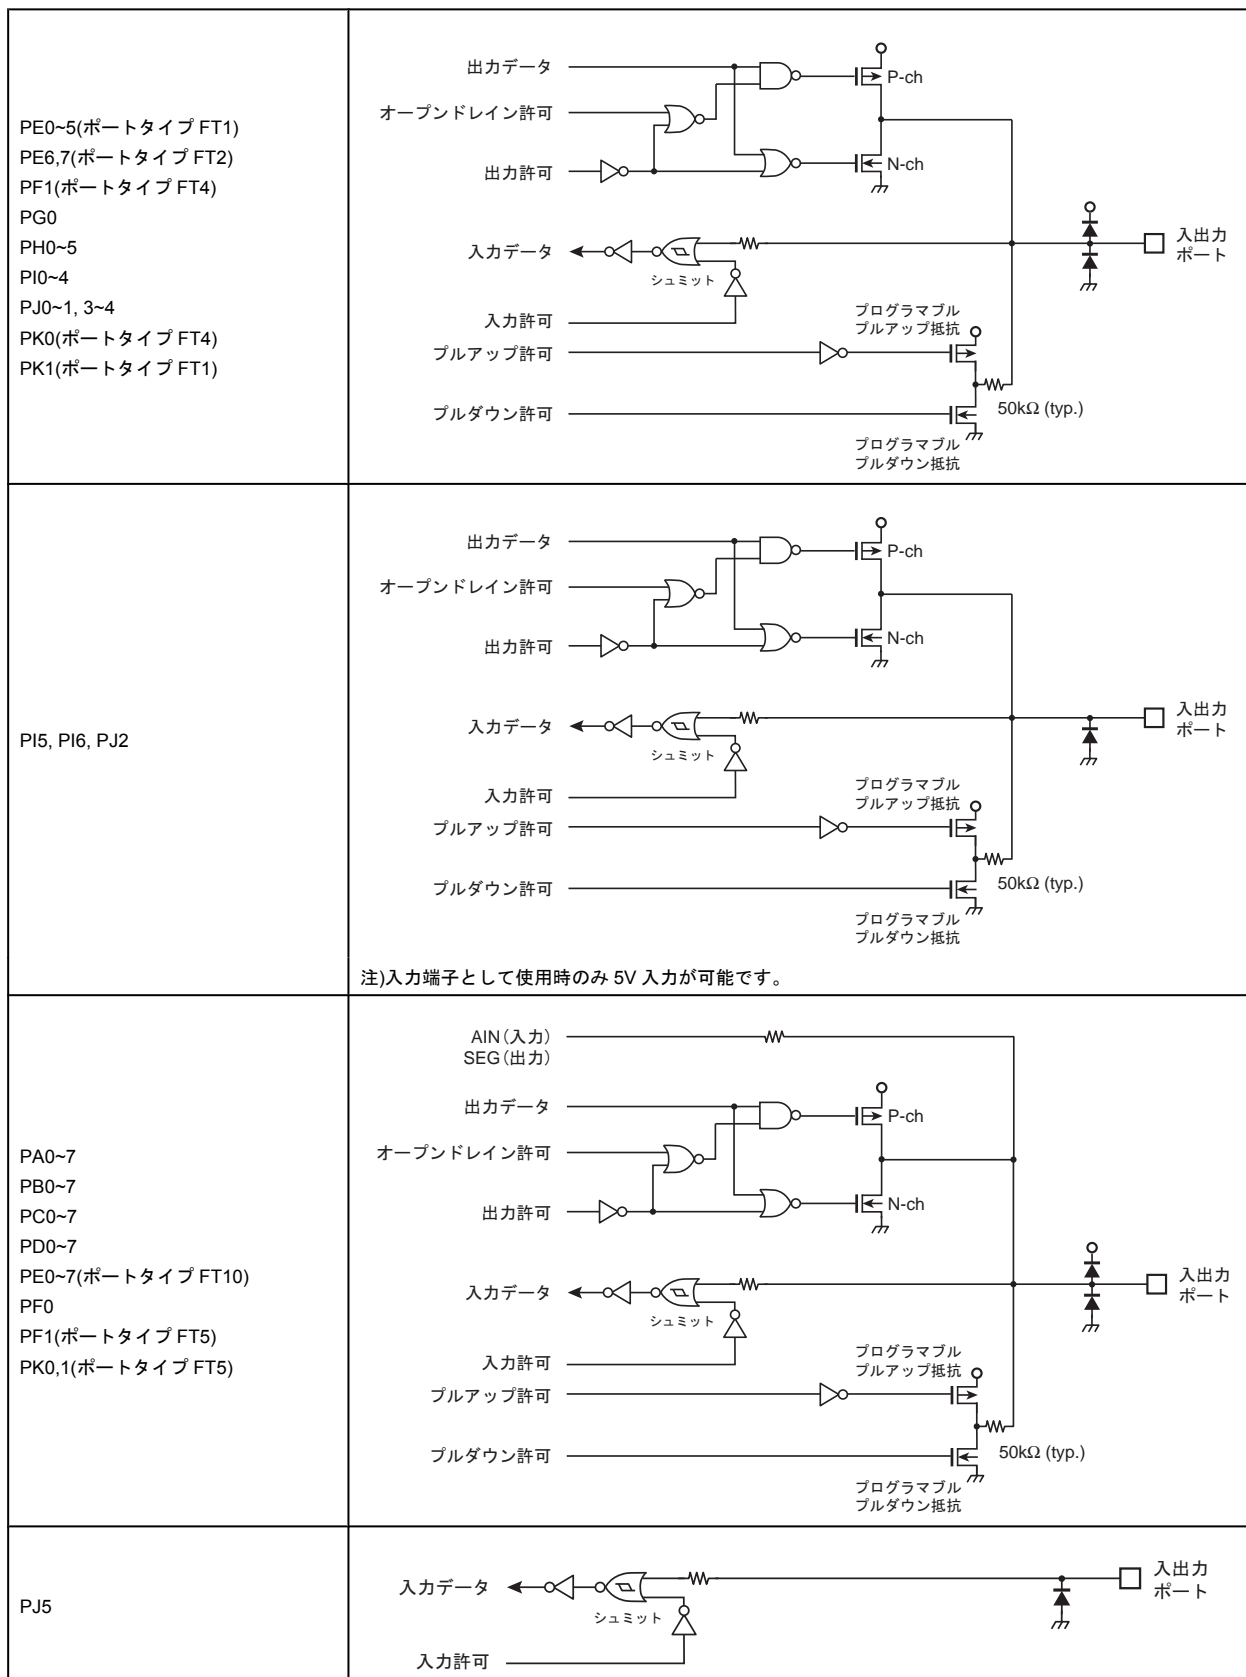 PE0~5(ポートタイプ FT1)
PE6,7(ポートタイプ FT2)
PF1(ポートタイプ FT4)
PG0
PH0~5
PI0~4
PJ0~1, 3~4
PK0(ポートタイプ FT4)
PK1(ポートタイプ FT1)
出力データ
P-ch
オープンドレイン許可
出力許可
N-ch
入力データ
シュミット
入出力
ポート
入力許可
プログラマブル
プルアップ抵抗
プルアップ許可
50kΩ (typ.)
プルダウン許可
プログラマブル
プルダウン抵抗
PI5, PI6, PJ2
出力データ
P-ch
オープンドレイン許可
出力許可
N-ch
入力データ
シュミット
入出力
ポート
入力許可
プログラマブル
プルアップ抵抗
プルアップ許可
50kΩ (typ.)
プルダウン許可
プログラマブル
プルダウン抵抗
注)入力端子として使用時のみ 5V 入力が可能です。
PA0~7
PB0~7
PC0~7
PD0~7
PE0~7(ポートタイプ FT10)
PF0
PF1(ポートタイプ FT5)
PK0,1(ポートタイプ FT5)
AIN(入力)
SEG(出力)
出力データ
P-ch
オープンドレイン許可
出力許可
N-ch
入力データ
シュミット
入出力
ポート
入力許可
プログラマブル
プルアップ抵抗
プルアップ許可
50kΩ (typ.)
プルダウン許可
プログラマブル
プルダウン抵抗
PJ5
入力データ
シュミット
入出力
ポート
入力許可